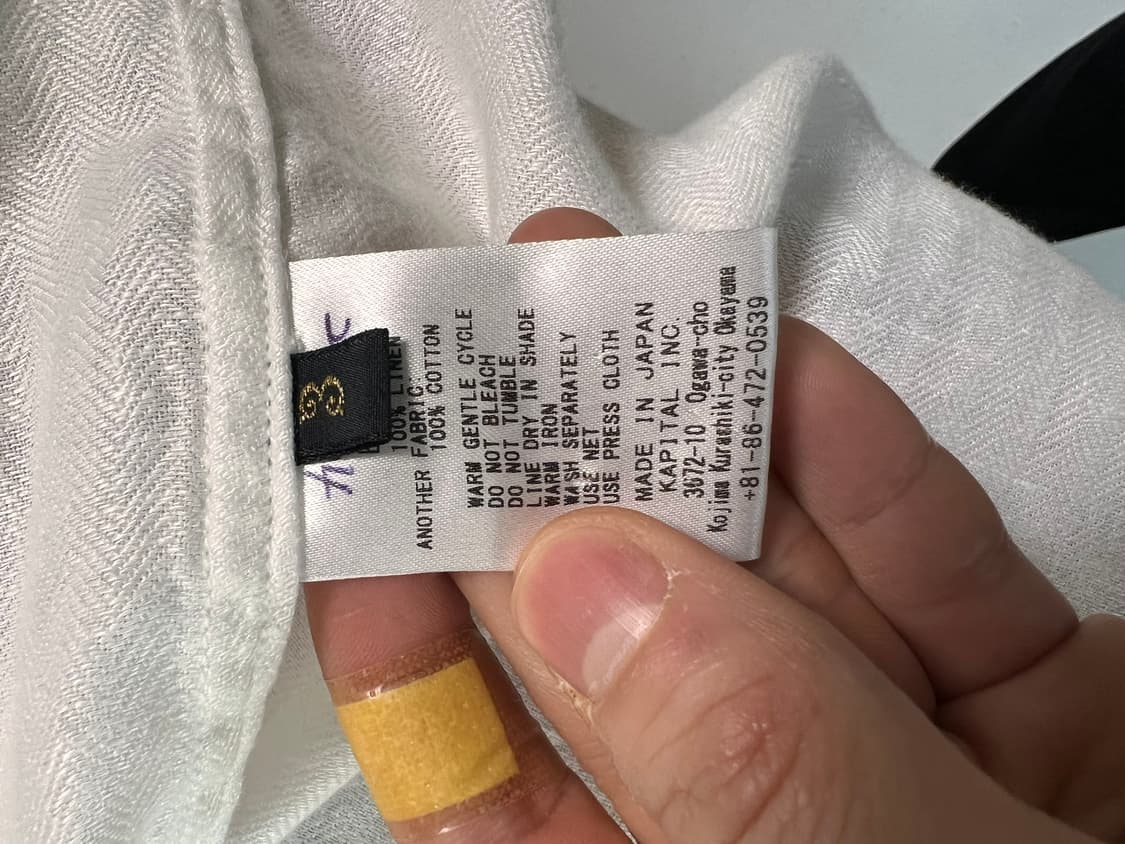 3
100% LINEN
ANOTHER FABRIC
100% COTTON
WARM GENTLE CYCLE
DO NOT BLEACH
DO NOT TUMBLE
LINE DRY IN SHADE
WARM IRON
WASH SEPARATELY
USE NET
USE PRESS CLOTH
MADE IN JAPAN
KAPITAL INC.
3672-10 Ogawa-cho
Kojima Kurachiki-city Okayama
+81-86-472-0539